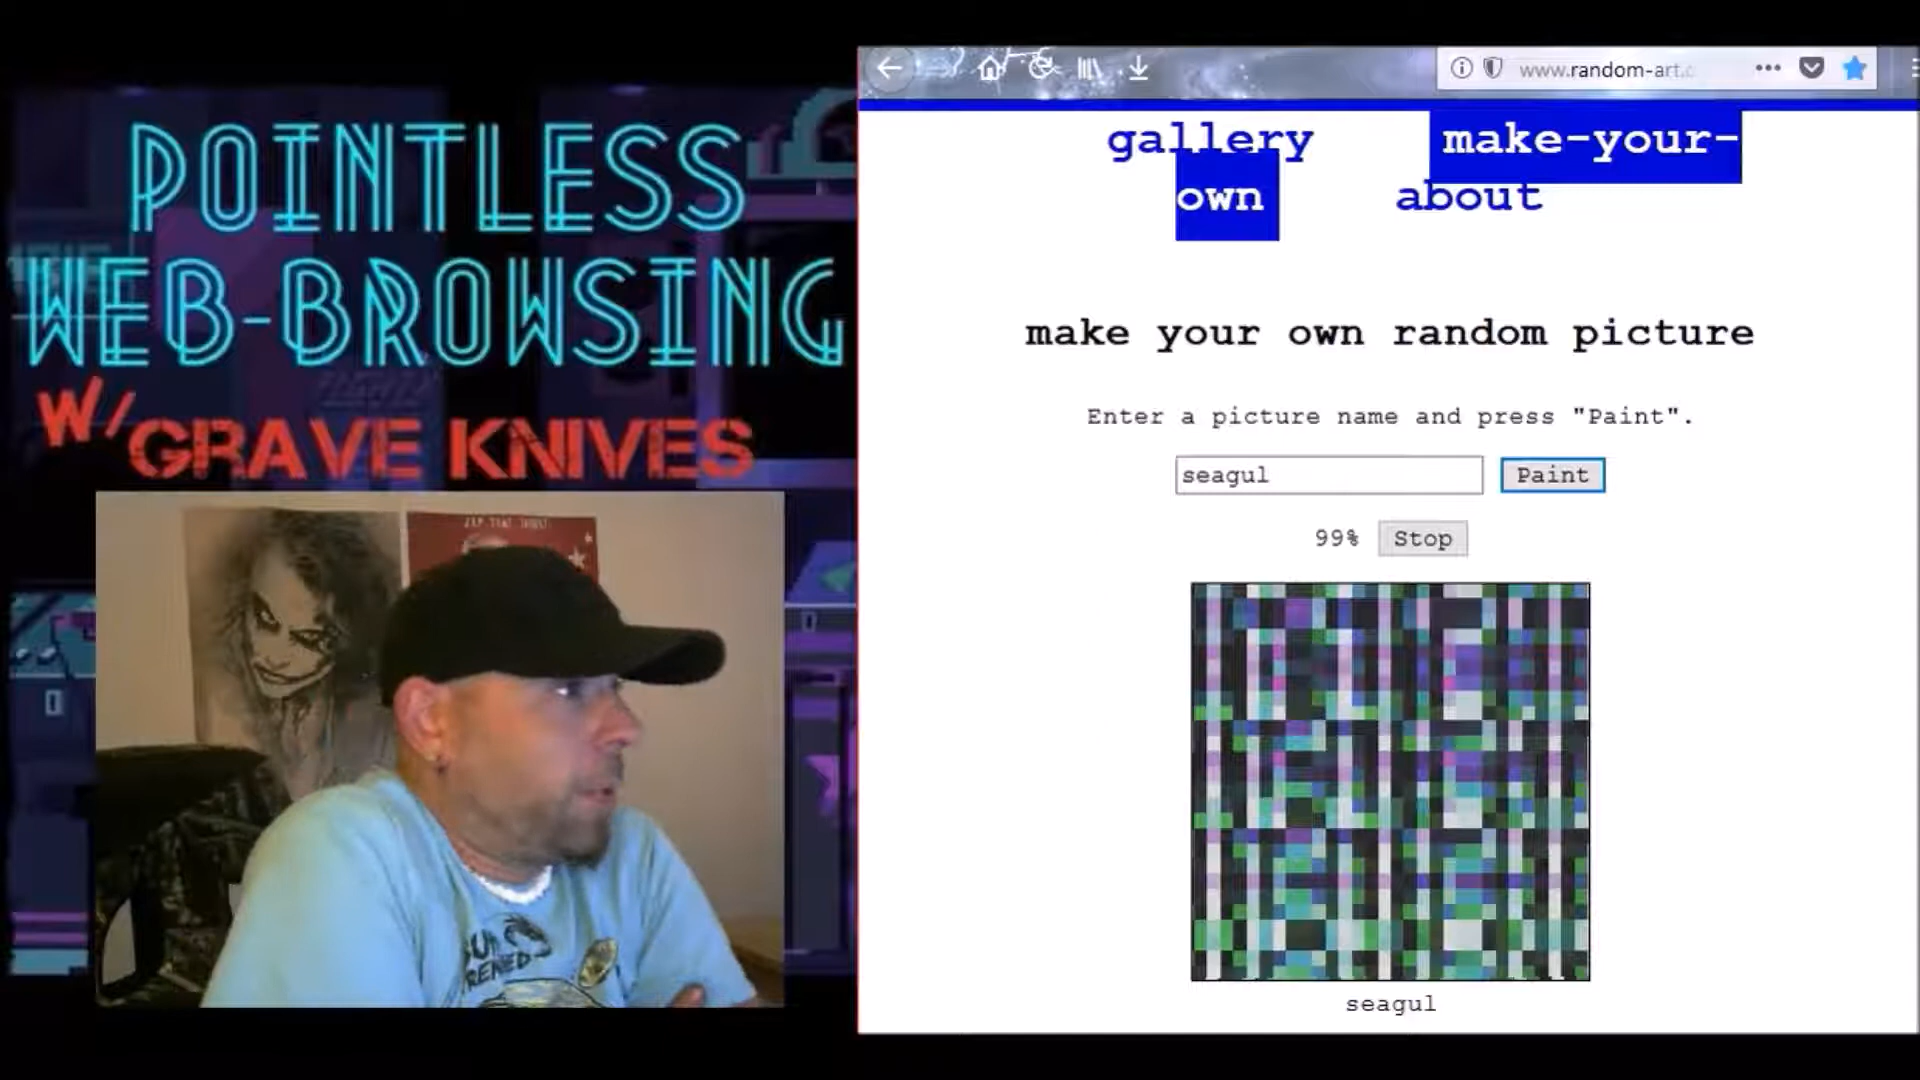 POINTLESS
WEB-BROWSING
W/GRAVE KNIVES
www.random-art.
gallery make-your-
own about
make your own random picture
Enter a picture name and press "Paint".
seagul Paint
99% Stop
seagul